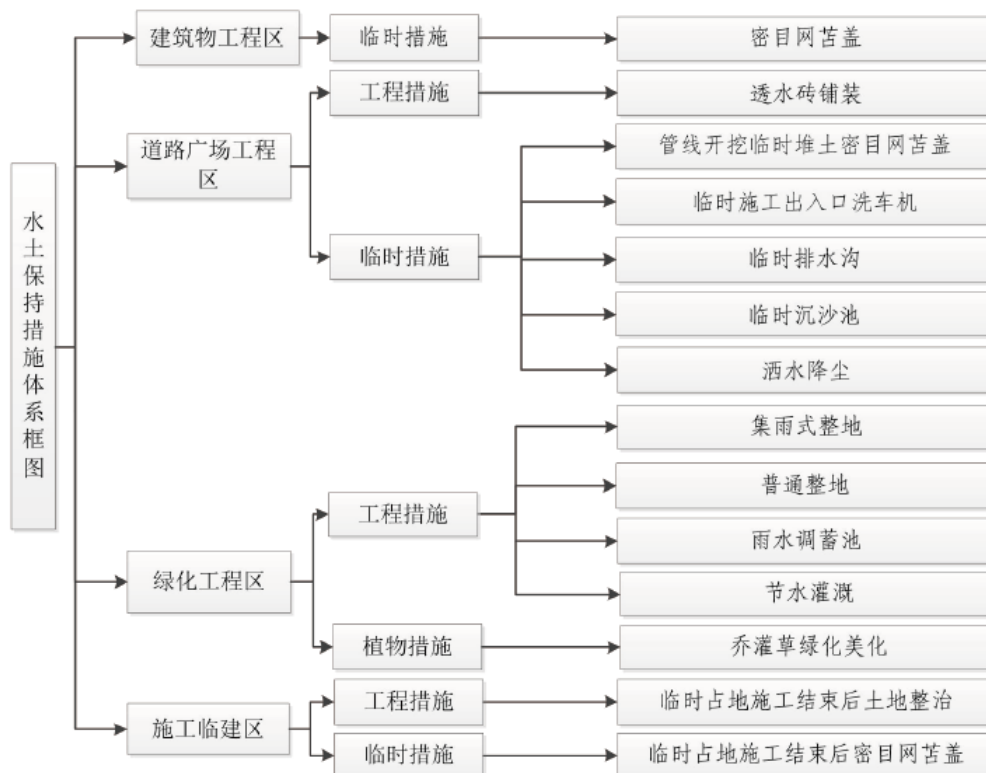 水土保持措施体系框图
建筑物工程区
临时措施
密目网苫盖
道路广场工程
区
工程措施
透水砖铺装
临时措施
管线开挖临时堆土密目网苫盖
临时施工出入口洗车机
临时排水沟
临时沉沙池
洒水降尘
绿化工程区
工程措施
集雨式整地
普通整地
雨水调蓄池
节水灌溉
植物措施
乔灌草绿化美化
施工临建区
工程措施
临时占地施工结束后土地整治
临时措施
临时占地施工结束后密目网苫盖